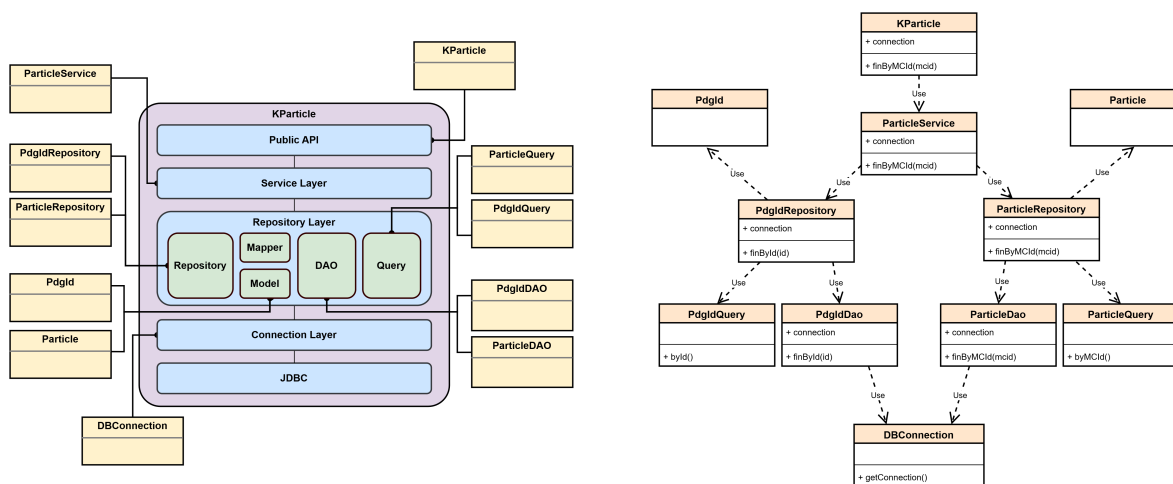 KParticle
ParticleService
KParticle
Public API
PdgIdRepository
ParticleQuery
Service Layer
ParticleRepository
PdgIdQuery
Repository Layer
Repository
Mapper
DAO
Query
Model
PdgId
PdgIdDAO
Connection Layer
Particle
ParticleDAO
JDBC
DBConnection
KParticle
+ connection
+ finByMCId(mcid)
Use
PdgId
Particle
ParticleService
+ connection
+ finByMCId(mcid)
Use
Use
Use
Use
PdgIdRepository
+ connection
+ finById(id)
ParticleRepository
+ connection
+ finByMCId(mcid)
Use
Use
Use
Use
PdgIdQuery
+ byId()
PdgIdDao
+ connection
+ finById(id)
ParticleDao
+ connection
+ finByMCId(mcid)
ParticleQuery
+ byMCId()
Use
Use
DBConnection
+ getConnection()